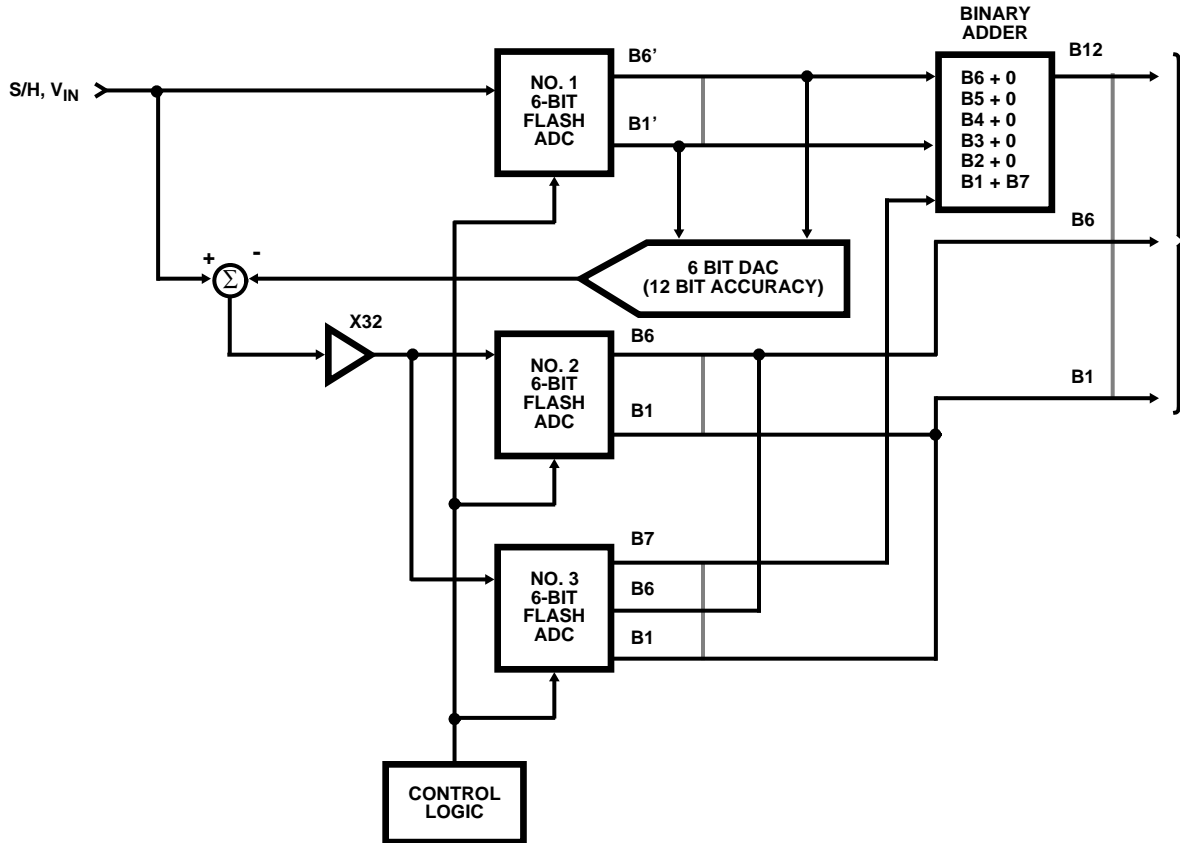 BINARY
ADDER
B6’
B12
S/H, VIN
NO. 1
6-BIT
FLASH
ADC
B1’
B6 + 0
B5 + 0
B4 + 0
B3 + 0
B2 + 0
B1 + B7
B6
+
-
Σ
6 BIT DAC
(12 BIT ACCURACY)
X32
B6
NO. 2
6-BIT
FLASH
ADC
B1
B1
B7
NO. 3
6-BIT
FLASH
ADC
B6
B1
CONTROL
LOGIC